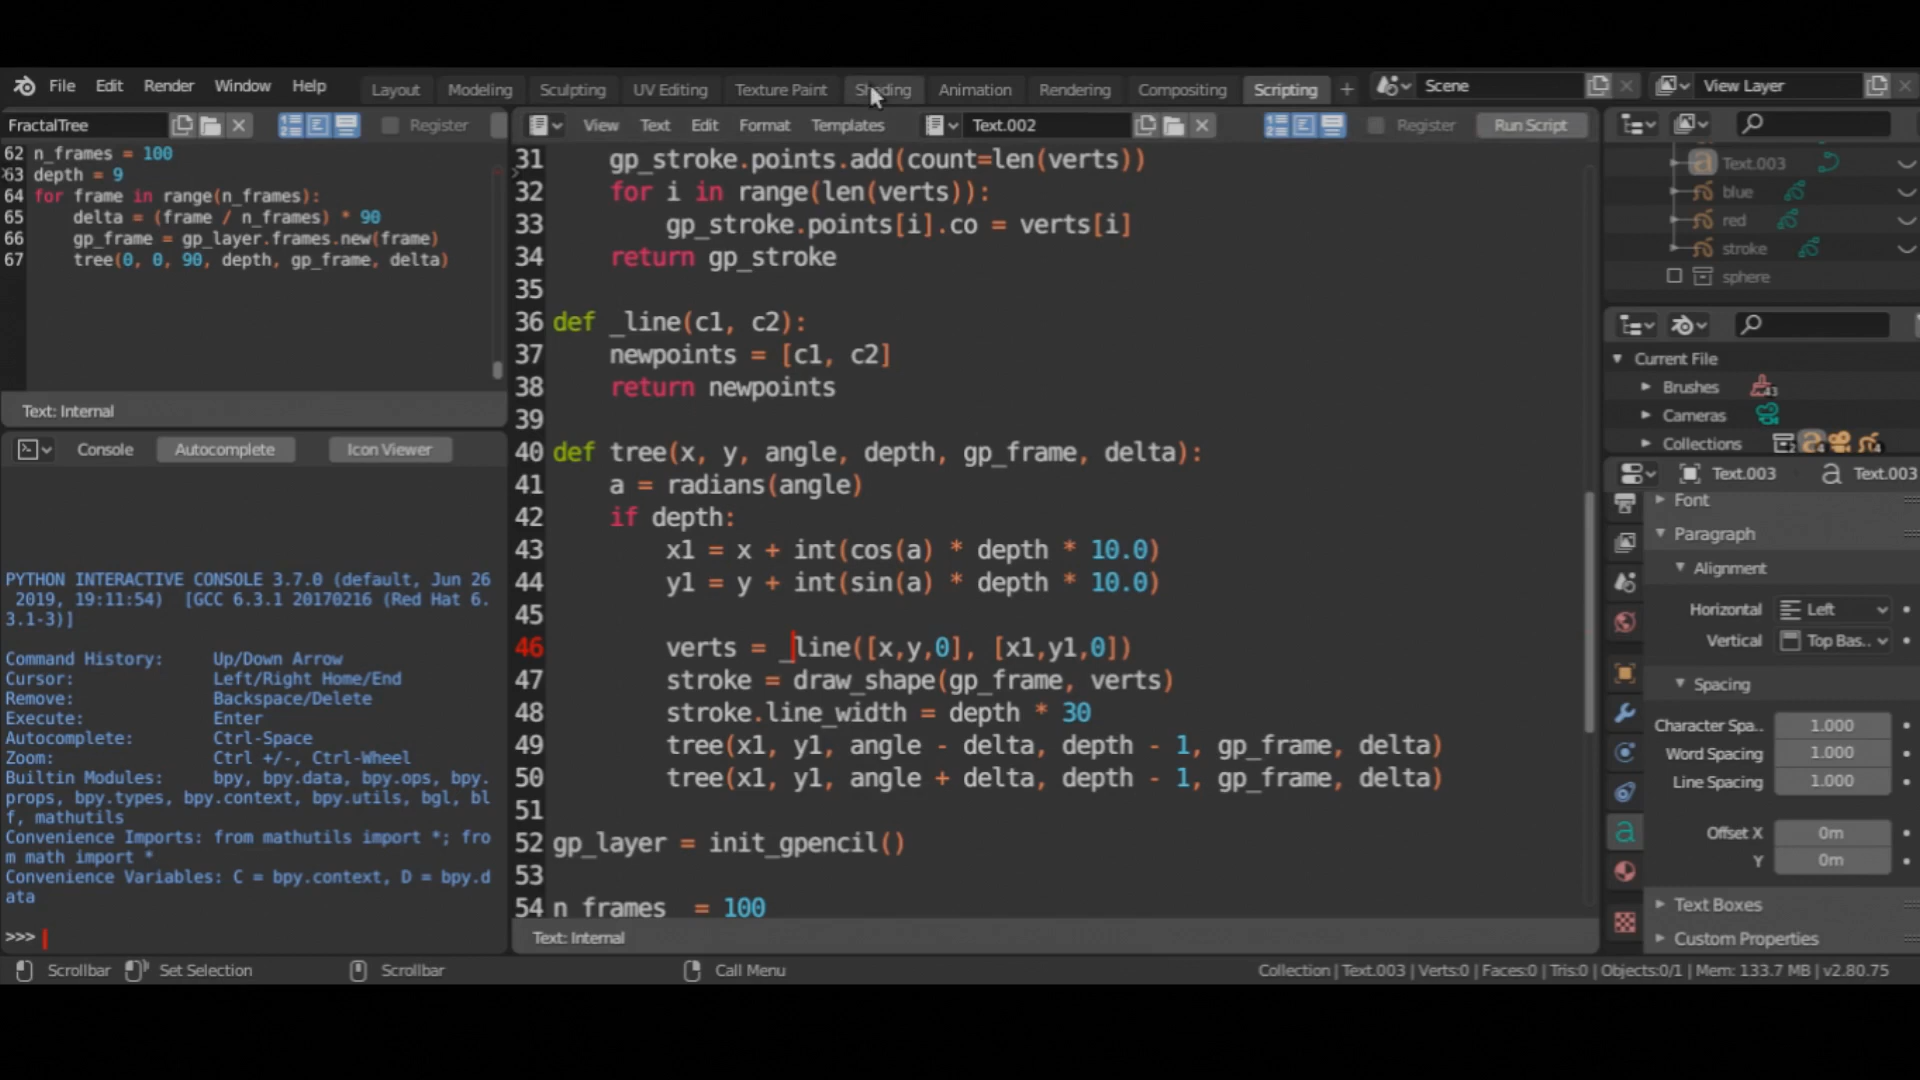 File Edit Render Window Help Layout Modeling Sculpting UV Editing Texture Paint Shading Animation Rendering Compositing Scripting + Scene View Layer
FractalTree Register
62 n_frames = 100
63 depth = 9
64 for frame in range(n_frames):
65 delta = (frame / n_frames) * 90
66 gp_frame = gp_layer.frames.new(frame)
67 tree(0, 0, 90, depth, gp_frame, delta)
Text: Internal
Console Autocomplete Icon Viewer
PYTHON INTERACTIVE CONSOLE 3.7.0 (default, Jun 26
2019, 19:11:54) [GCC 6.3.1 20170216 (Red Hat 6.
3.1-3)]
Command History: Up/Down Arrow
Cursor: Left/Right Home/End
Remove: Backspace/Delete
Execute: Enter
Autocomplete: Ctrl-Space
Zoom: Ctrl +/-, Ctrl-Wheel
Builtin Modules: bpy, bpy.data, bpy.ops, bpy.
props, bpy.types, bpy.context, bpy.utils, bgl, bl
f, mathutils
Convenience Imports: from mathutils import *; fro
m math import *
Convenience Variables: C = bpy.context, D = bpy.d
ata
>>>
View Text Edit Format Templates Text.002 Register Run Script
31 gp_stroke.points.add(count=len(verts))
32 for i in range(len(verts)):
33 gp_stroke.points[i].co = verts[i]
34 return gp_stroke
35
36 def _line(c1, c2):
37 newpoints = [c1, c2]
38 return newpoints
39
40 def tree(x, y, angle, depth, gp_frame, delta):
41 a = radians(angle)
42 if depth:
43 x1 = x + int(cos(a) * depth * 10.0)
44 y1 = y + int(sin(a) * depth * 10.0)
45
46 verts = _line([x,y,0], [x1,y1,0])
47 stroke = draw_shape(gp_frame, verts)
48 stroke.line_width = depth * 30
49 tree(x1, y1, angle - delta, depth - 1, gp_frame, delta)
50 tree(x1, y1, angle + delta, depth - 1, gp_frame, delta)
51
52 gp_layer = init_gpencil()
53
54 n_frames = 100
Text: Internal
Text.003
blue
red
stroke
sphere
Current File
Brushes 43
Cameras
Collections
Text.003 Text.003
Font
Paragraph
Alignment
Horizontal Left
Vertical Top Bas..
Spacing
Character Spa.. 1.000
Word Spacing 1.000
Line Spacing 1.000
Offset X 0m
Y 0m
Text Boxes
Custom Properties
Scrollbar Set Selection Scrollbar Call Menu Collection | Text.003 | Verts:0 | Faces:0 | Tris:0 | Objects:0/1 | Mem: 133.7 MB | v2.80.75